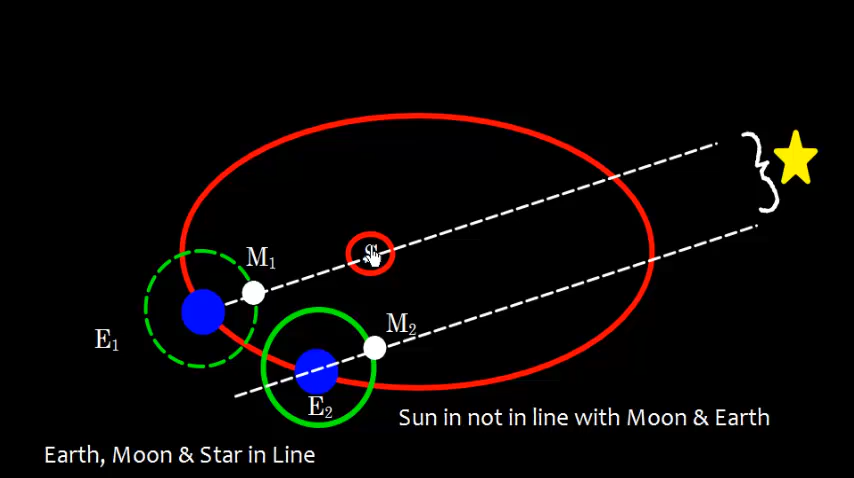 M₁
S
E₁
M₂
E₂
Sun in not in line with Moon & Earth
Earth, Moon & Star in Line